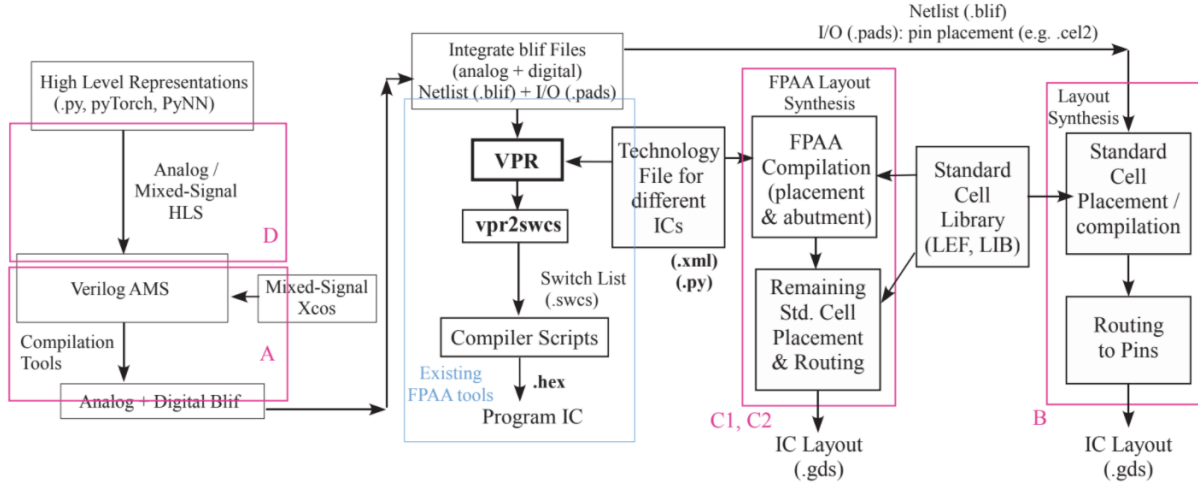 High Level Representations
(.py, pyTorch, PyNN)
Analog /
Mixed-Signal
HLS
D
Verilog AMS
Mixed-Signal
Xcos
Compilation
Tools
A
Analog + Digital Blif
Integrate blif Files
(analog + digital)
Netlist (.blif) + I/O (.pads)
VPR
vpr2swcs
Switch List
(.swcs)
Compiler Scripts
Existing
FPAA tools
.hex
Program IC
Technology
File for
different
ICs
(.xml)
(.py)
Netlist (.blif)
I/O (.pads): pin placement (e.g. .cel2)
FPAA Layout
Synthesis
FPAA
Compilation
(placement
& abutment)
Remaining
Std. Cell
Placement
& Routing
C1, C2
IC Layout
(.gds)
Standard
Cell
Library
(LEF, LIB)
Layout
Synthesis
Standard
Cell
Placement /
compilation
Routing
to Pins
B
IC Layout
(.gds)